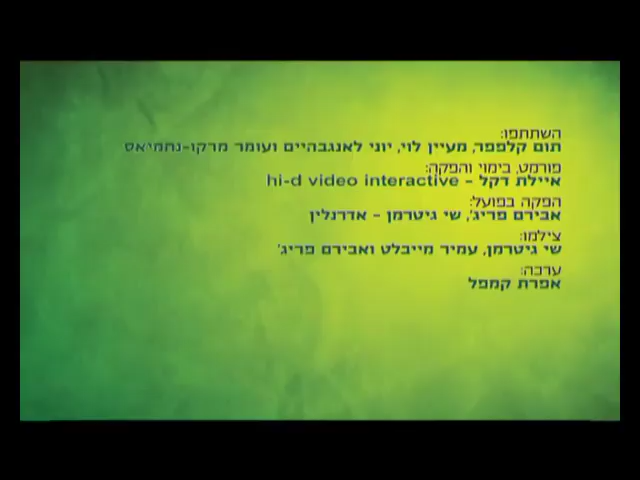 השתתפו:
תום קלפפר, מעיין לוי, יוני לאנגבהיים ועומר מרקו-נחמיאס
פורמט, בימוי והפקה:
איילת דקל - hi-d video interactive
הפקה בפועל:
אבירם פריג', שי גיטרמן - אדרנלין
צילמו:
שי גיטרמן, עמיר מייבלט ואבירם פריג'
ערכה:
אפרת קמפל